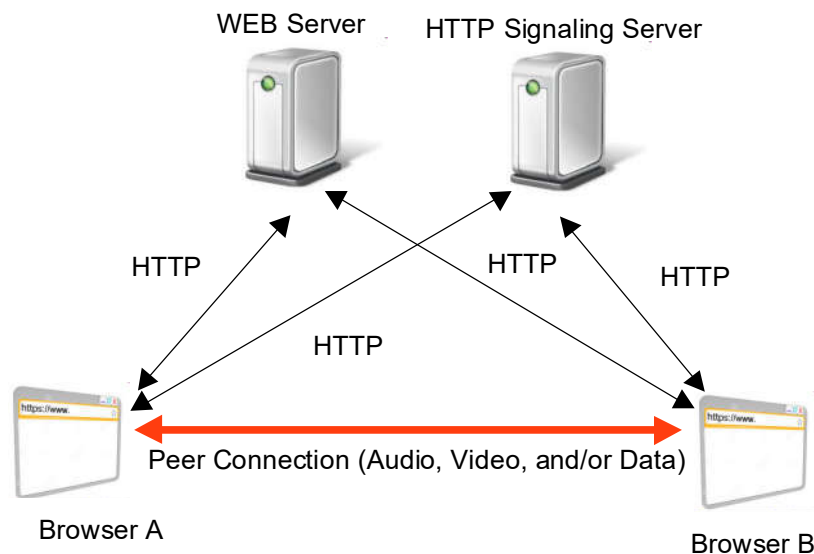 WEB Server
HTTP Signaling Server
HTTP
HTTP
HTTP
HTTP
https://www.
https://www.
Peer Connection (Audio, Video, and/or Data)
Browser A
Browser B